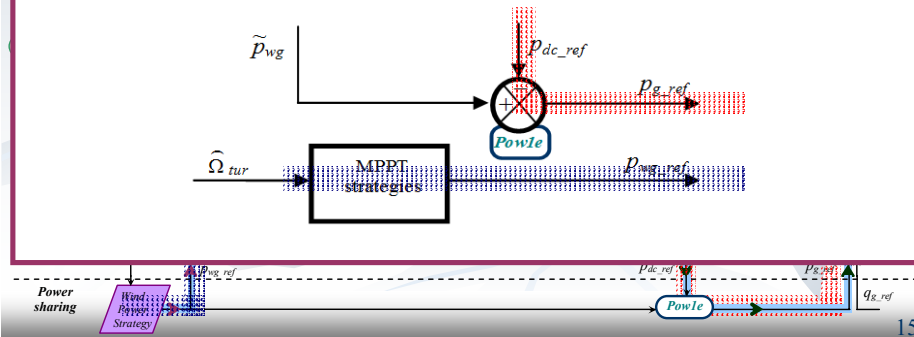 p̃wg
pdc_ref
+
−
pg_ref
Pow1e
Ω̂ tur
MPPT
strategies
pwg_ref
pwg_ref
pdc_ref
pg_ref
Power
sharing
Wind
Power
Strategy
Pow1e
qg_ref
15